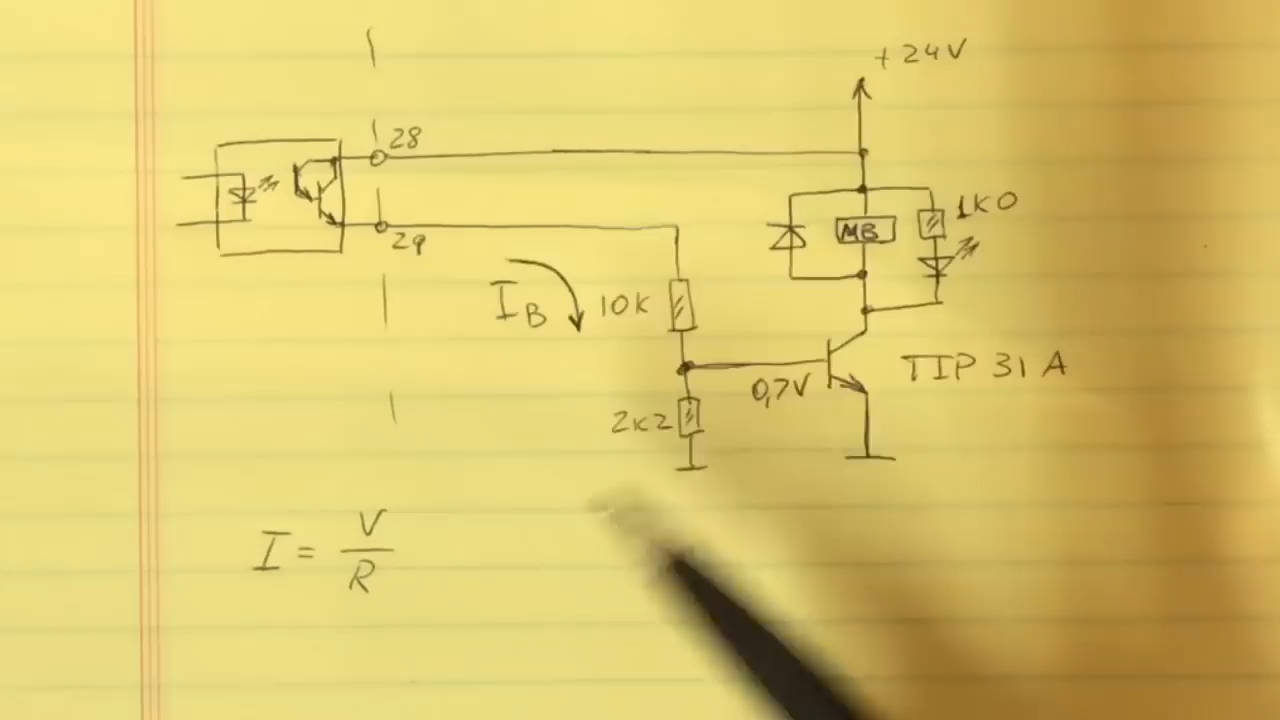 +24V
28
1K0
MB
29
IB
10K
0,7V
TIP 31 A
2K2
I = V
R